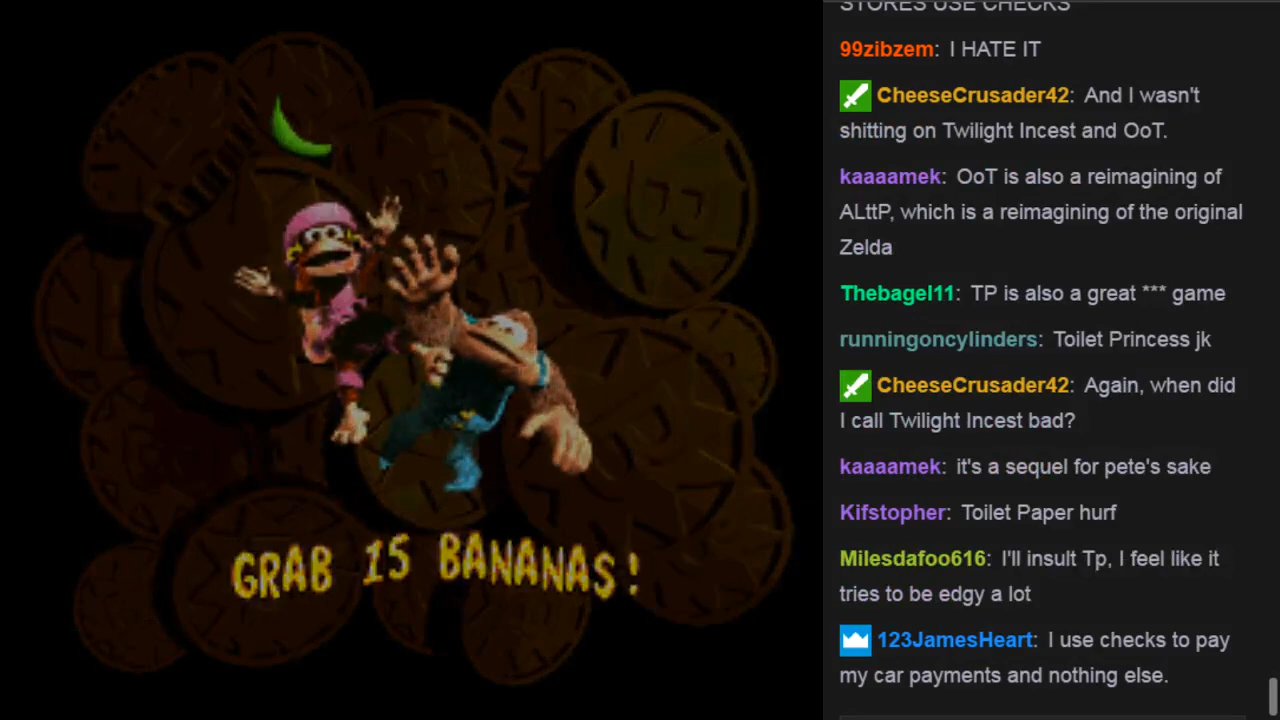 GRAB 15 BANANAS!
STORES USE CHECKS
99zibzem: I HATE IT
CheeseCrusader42: And I wasn't
shitting on Twilight Incest and OoT.
kaaaamek: OoT is also a reimagining of
ALttP, which is a reimagining of the original
Zelda
Thebagel11: TP is also a great *** game
runningoncylinders: Toilet Princess jk
CheeseCrusader42: Again, when did
I call Twilight Incest bad?
kaaaamek: it's a sequel for pete's sake
Kifstopher: Toilet Paper hurf
Milesdafoo616: I'll insult Tp, I feel like it
tries to be edgy a lot
123JamesHeart: I use checks to pay
my car payments and nothing else.